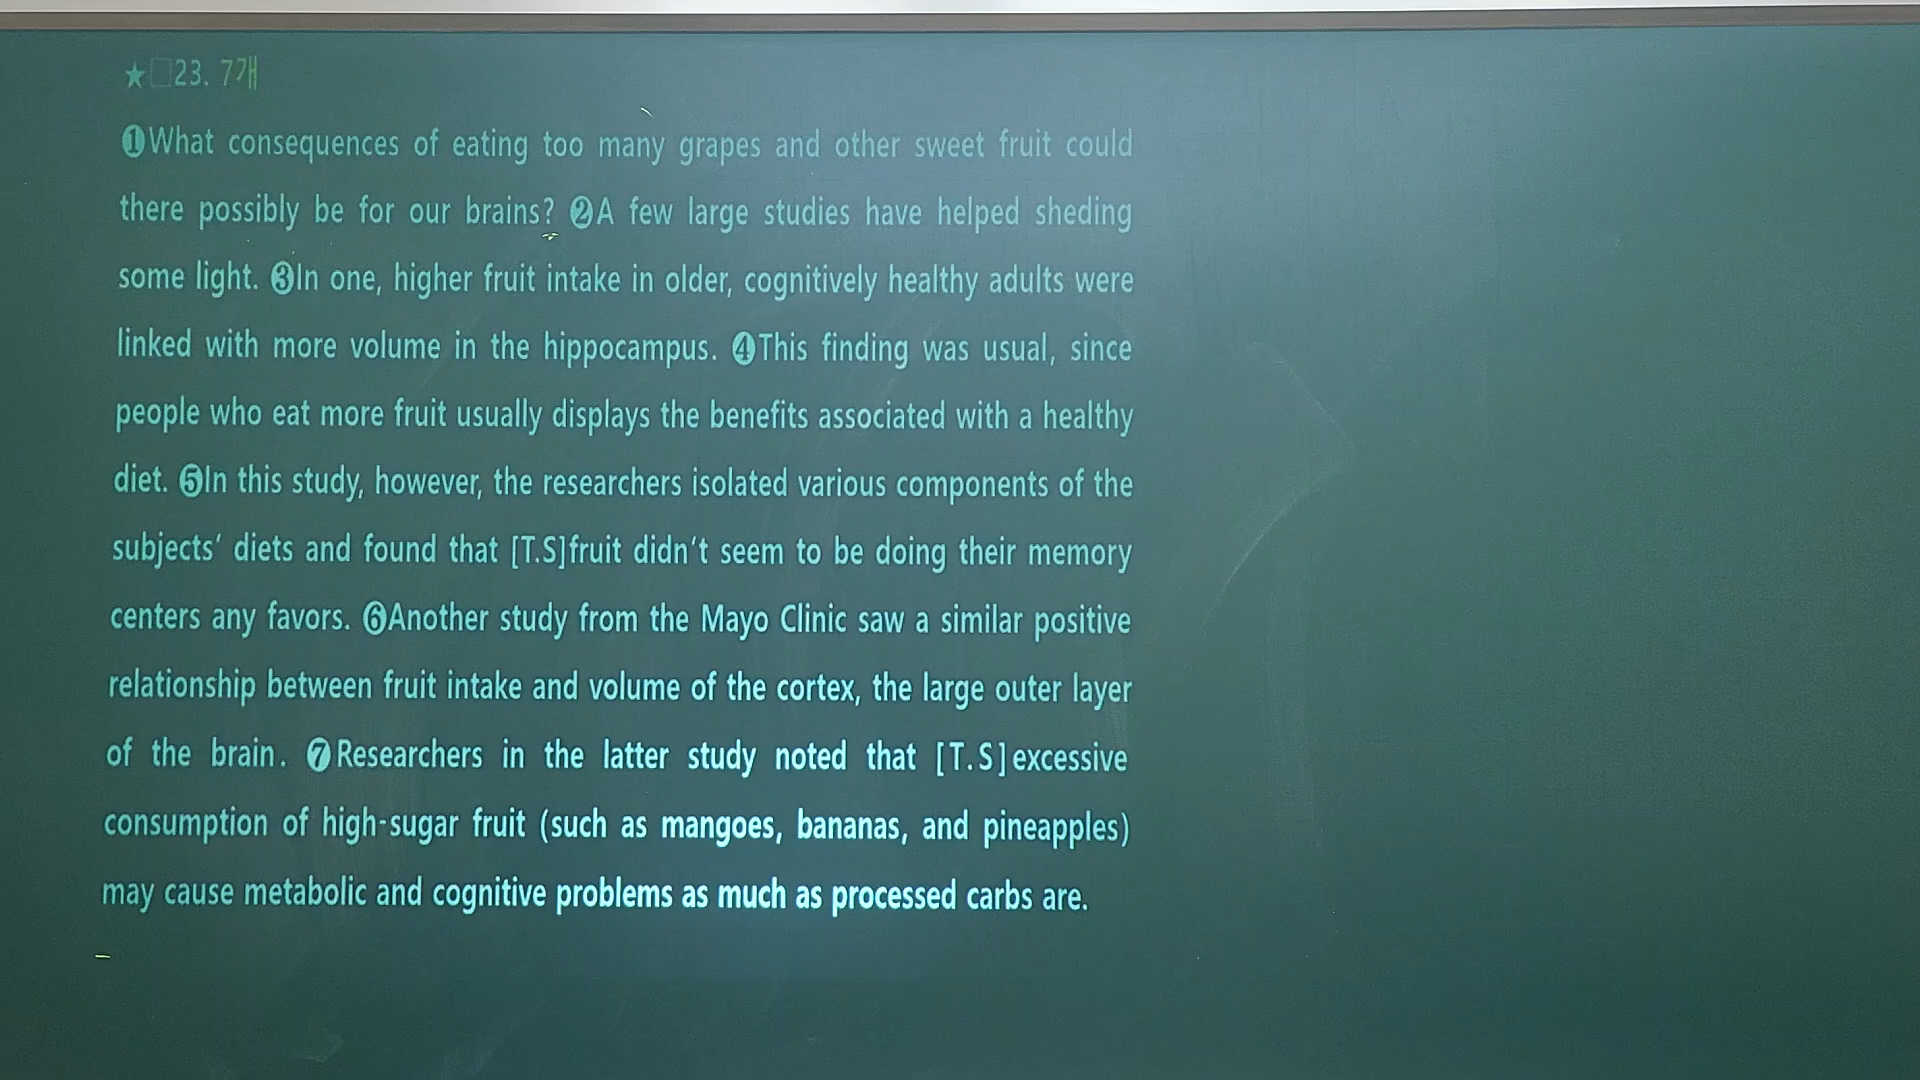 ★□23. 7개
❶What consequences of eating too many grapes and other sweet fruit could
there possibly be for our brains? ❷A few large studies have helped sheding
some light. ❸In one, higher fruit intake in older, cognitively healthy adults were
linked with more volume in the hippocampus. ❹This finding was usual, since
people who eat more fruit usually displays the benefits associated with a healthy
diet. ❺In this study, however, the researchers isolated various components of the
subjects’ diets and found that [T.S]fruit didn’t seem to be doing their memory
centers any favors. ❻Another study from the Mayo Clinic saw a similar positive
relationship between fruit intake and volume of the cortex, the large outer layer
of the brain. ❼Researchers in the latter study noted that [T.S]excessive
consumption of high-sugar fruit (such as mangoes, bananas, and pineapples)
may cause metabolic and cognitive problems as much as processed carbs are.